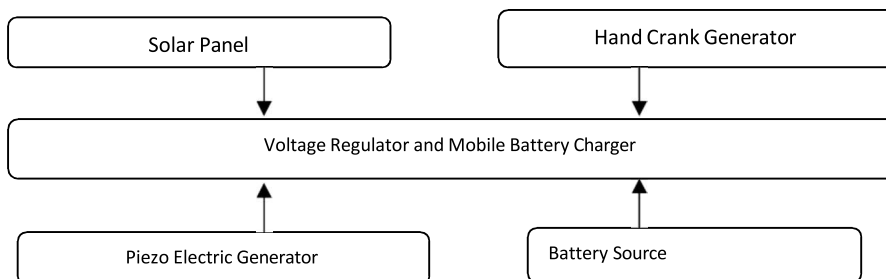 Solar Panel
Hand Crank Generator
Voltage Regulator and Mobile Battery Charger
Piezo Electric Generator
Battery Source